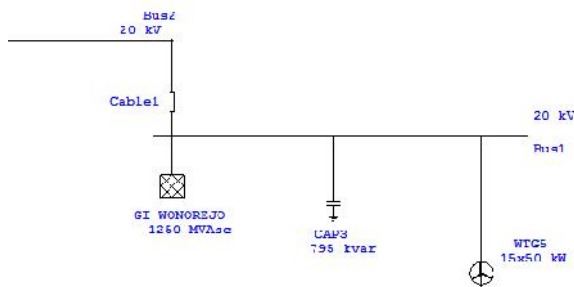 Bus2
20 kV
Cable1
20 kV
Bus1
GI WONOREJO
1250 MVAsc
CAP3
795 kvar
WTG5
15x50 kW